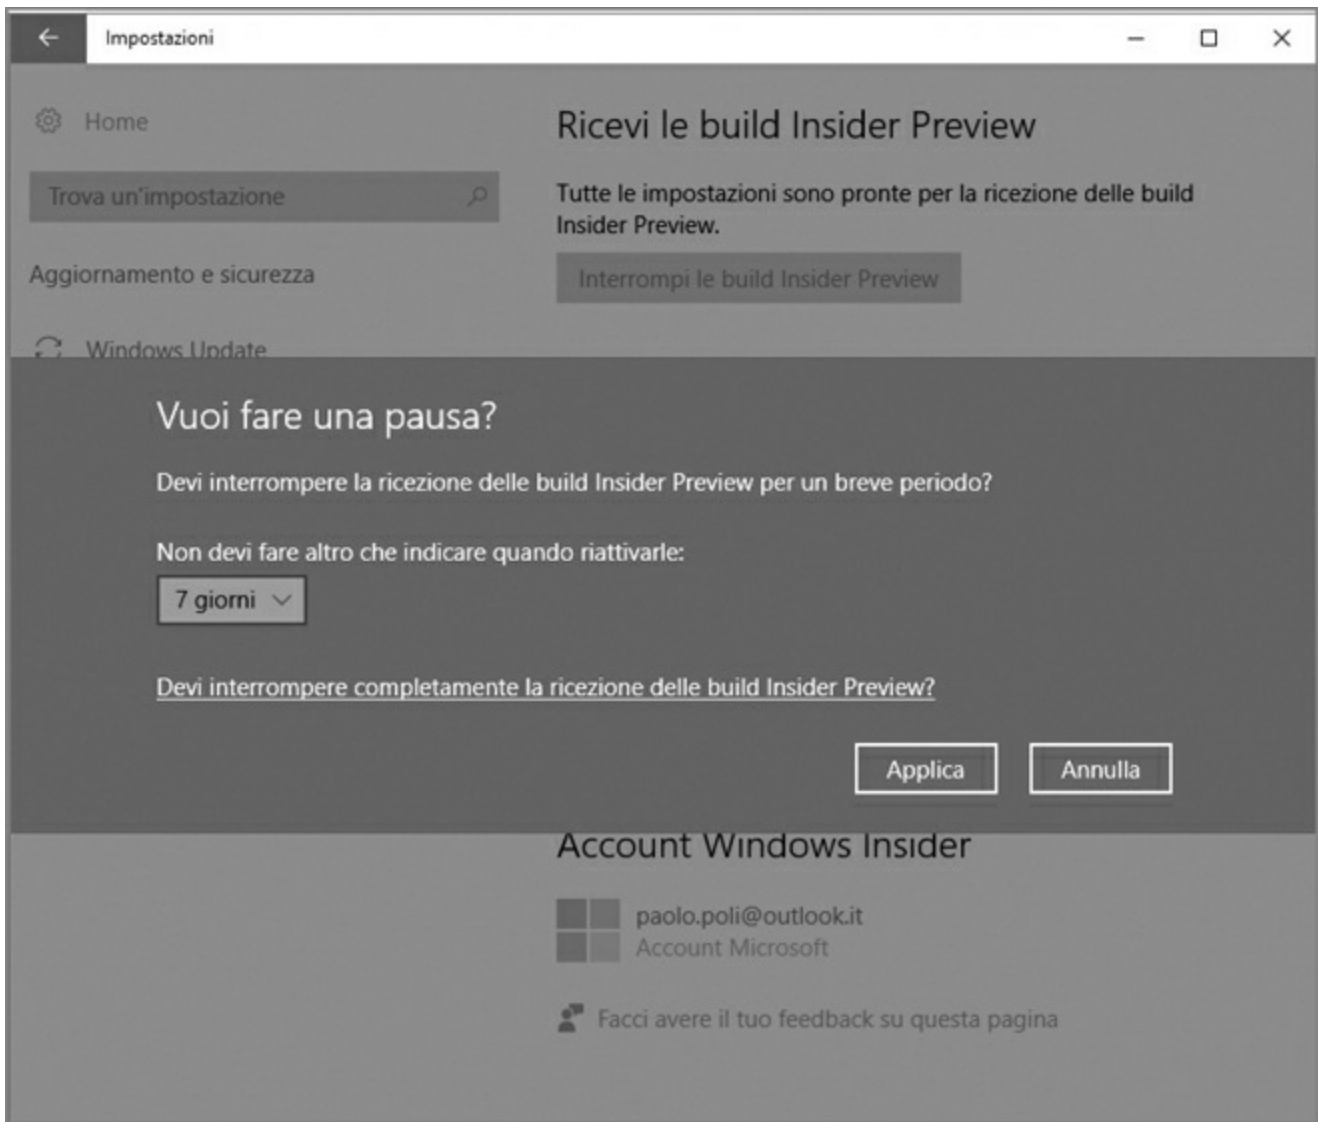 Impostazioni
Home
Trova un'impostazione
Aggiornamento e sicurezza
Windows Update
Ricevi le build Insider Preview
Tutte le impostazioni sono pronte per la ricezione delle build
Insider Preview.
Interrompi le build Insider Preview
Vuoi fare una pausa?
Devi interrompere la ricezione delle build Insider Preview per un breve periodo?
Non devi fare altro che indicare quando riattivarle:
7 giorni
Devi interrompere completamente la ricezione delle build Insider Preview?
Applica
Annulla
Account Windows Insider
paolo.poli@outlook.it
Account Microsoft
Facci avere il tuo feedback su questa pagina